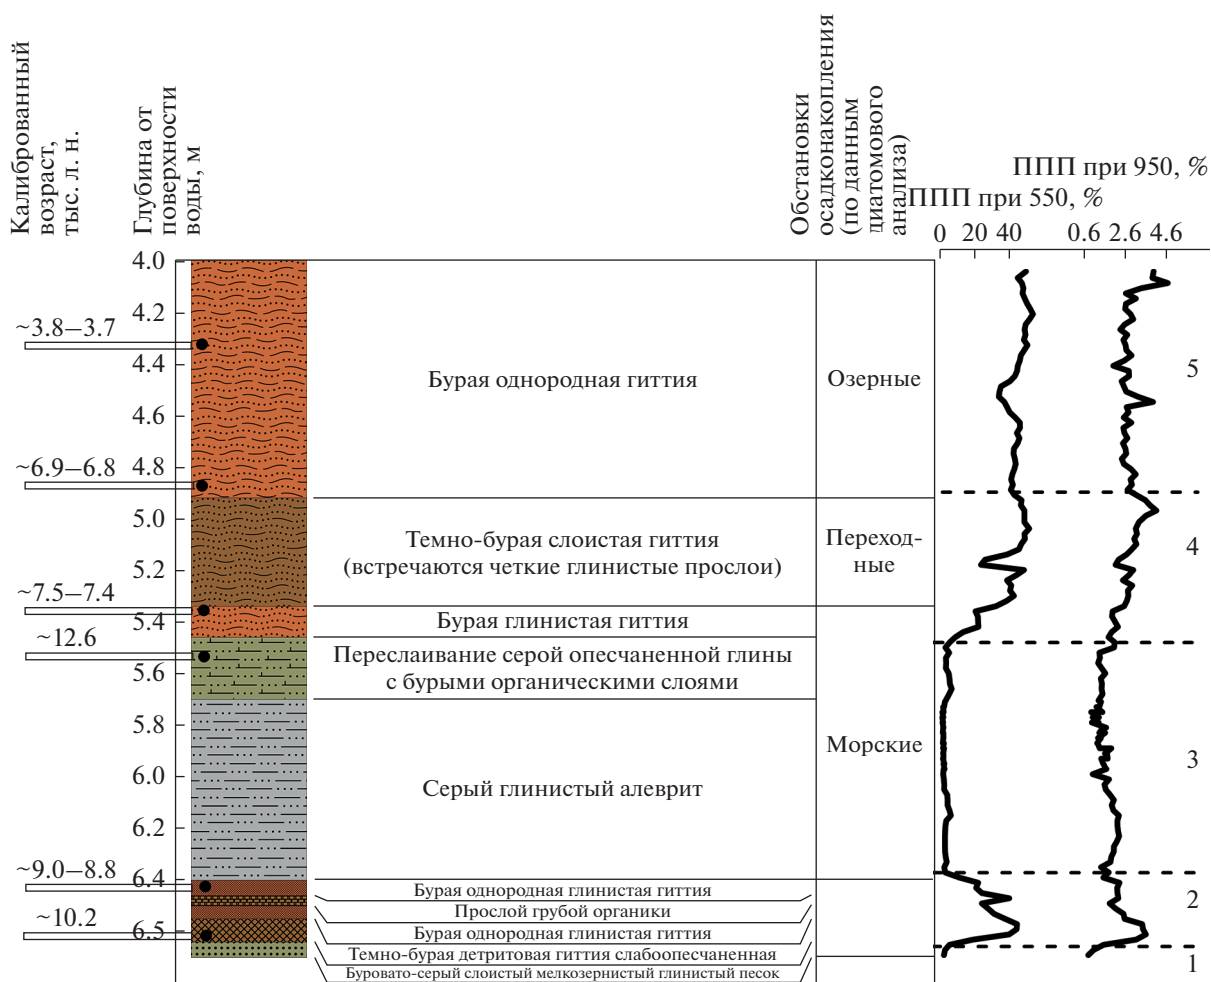 Калиброванный
возраст,
тыс. л. н.
Глубина от
поверхности
воды, м
Обстановки
осадконакопления
(по данным
диатомового
анализа)
ППП при 950, %
ППП при 550, %
0 20 40
0.6 2.6 4.6
4.0
4.2
4.4
4.6
4.8
5.0
5.2
5.4
5.6
5.8
6.0
6.2
6.4
6.5
~3.8–3.7
~6.9–6.8
~7.5–7.4
~12.6
~9.0–8.8
~10.2
Бурая однородная гиттия
Темно-бурая слоистая гиттия
(встречаются четкие глинистые прослои)
Бурая глинистая гиттия
Переслаивание серой опесчаненной глины
с бурыми органическими слоями
Серый глинистый алеврит
Бурая однородная глинистая гиттия
Прослой грубой органики
Бурая однородная глинистая гиттия
Темно-бурая детритовая гиттия слабоопесчаненная
Буровато-серый слоистый мелкозернистый глинистый песок
Озерные
Переход-
ные
Морские
5
4
3
2
1